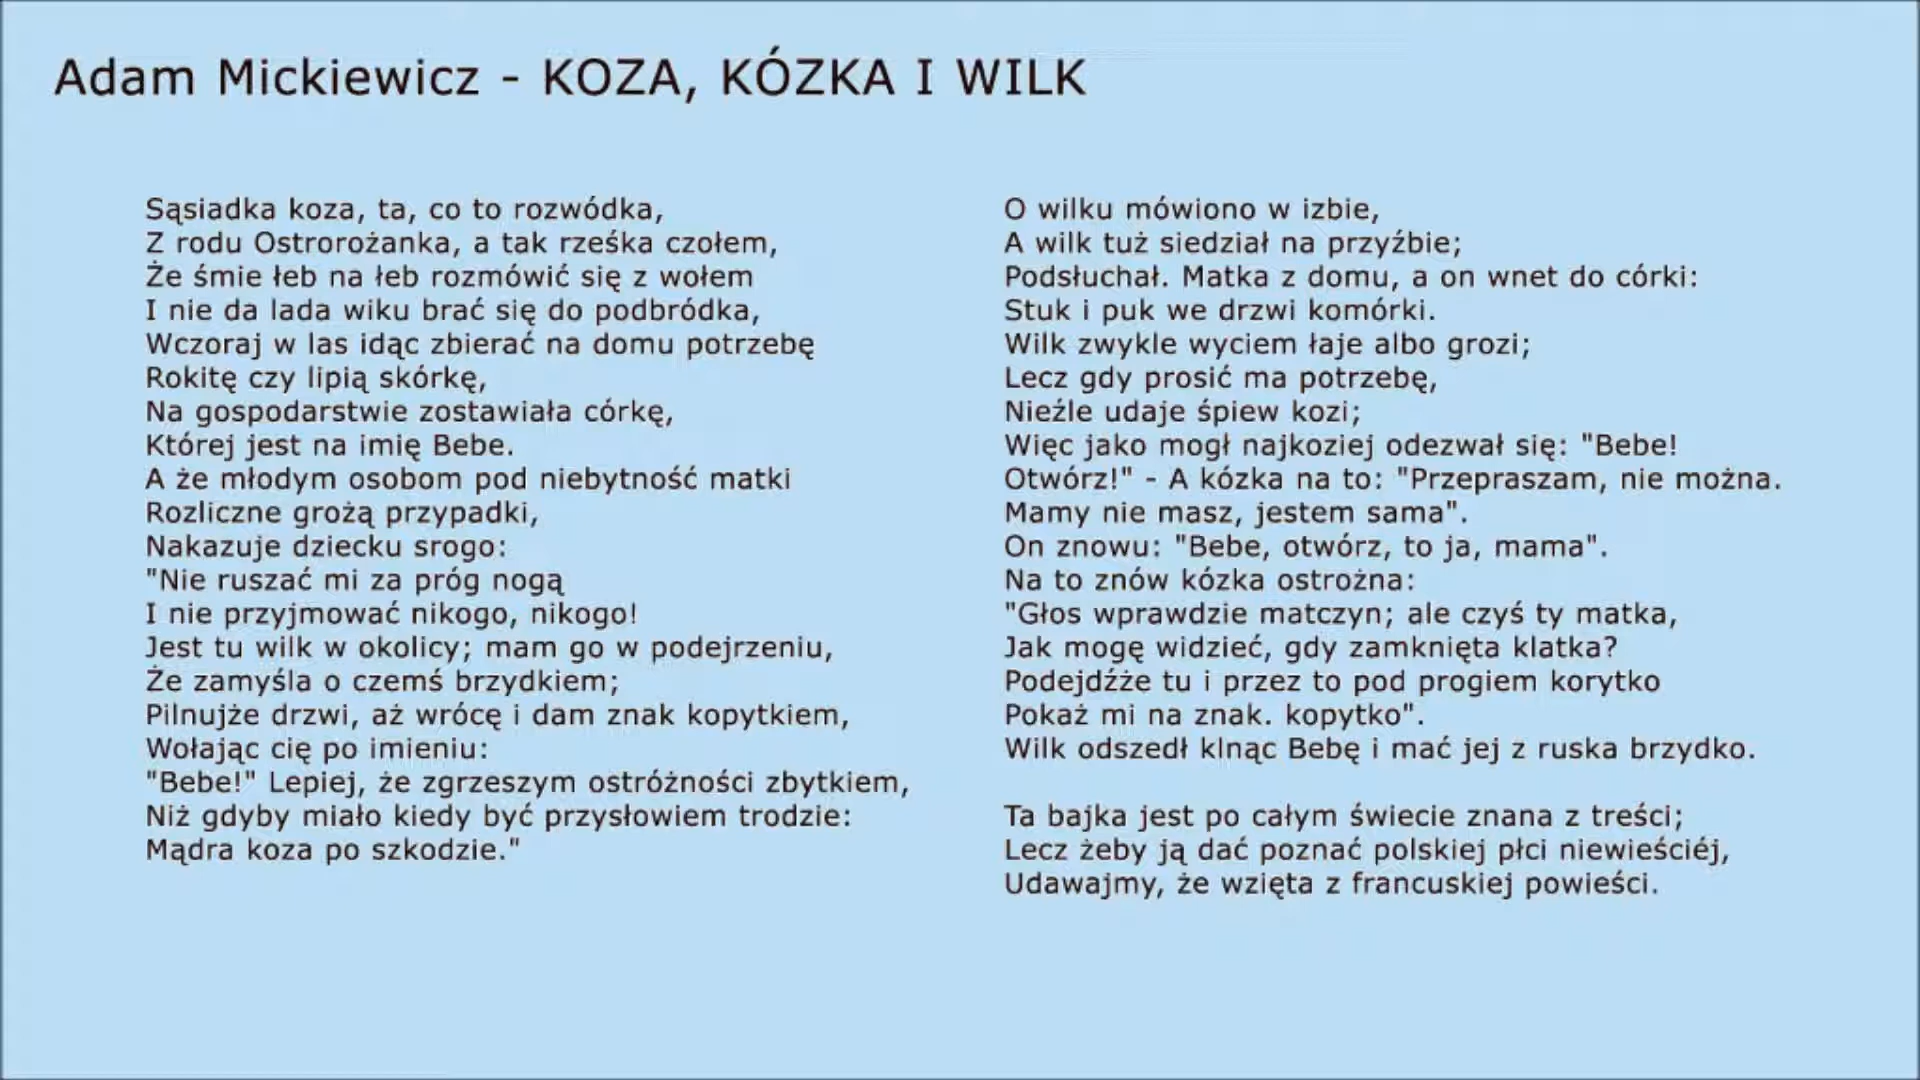 Adam Mickiewicz - KOZA, KÓZKA I WILK
Sąsiadka koza, ta, co to rozwódka,
Z rodu Ostrorożanka, a tak rześka czołem,
Że śmie łeb na łeb rozmówić się z wołem
I nie da lada wiku brać się do podbródka,
Wczoraj w las idąc zbierać na domu potrzebę
Rokitę czy lipią skórkę,
Na gospodarstwie zostawiała córkę,
Której jest na imię Bebe.
A że młodym osobom pod niebytność matki
Rozliczne grożą przypadki,
Nakazuje dziecku srogo:
"Nie ruszać mi za próg nogą
I nie przyjmować nikogo, nikogo!
Jest tu wilk w okolicy; mam go w podejrzeniu,
Że zamyśla o czemś brzydkiem;
Pilnujże drzwi, aż wrócę i dam znak kopytkiem,
Wołając cię po imieniu:
"Bebe!" Lepiej, że zgrzeszym ostróżności zbytkiem,
Niż gdyby miało kiedy być przysłowiem trodzie:
Mądra koza po szkodzie."
O wilku mówiono w izbie,
A wilk tuż siedział na przyźbie;
Podsłuchał. Matka z domu, a on wnet do córki:
Stuk i puk we drzwi komórki.
Wilk zwykle wyciem łaje albo grozi;
Lecz gdy prosić ma potrzebę,
Nieźle udaje śpiew kozi;
Więc jako mogł najkoziej odezwał się: "Bebe!
Otwórz!" - A kózka na to: "Przepraszam, nie można.
Mamy nie masz, jestem sama".
On znowu: "Bebe, otwórz, to ja, mama".
Na to znów kózka ostrożna:
"Głos wprawdzie matczyn; ale czyś ty matka,
Jak mogę widzieć, gdy zamknięta klatka?
Podejdźże tu i przez to pod progiem korytko
Pokaż mi na znak. kopytko".
Wilk odszedł klnąc Bebę i mać jej z ruska brzydko.
Ta bajka jest po całym świecie znana z treści;
Lecz żeby ją dać poznać polskiej płci niewieściéj,
Udawajmy, że wzięta z francuskiej powieści.